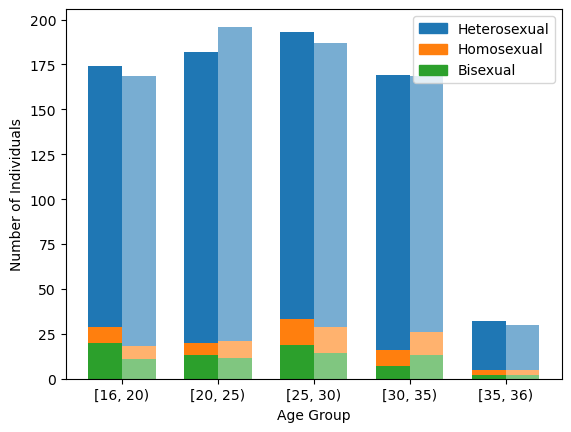 200
175
150
125
100
75
50
25
0
Number of Individuals
Heterosexual
Homosexual
Bisexual
[16, 20) [20, 25) [25, 30) [30, 35) [35, 36)
Age Group